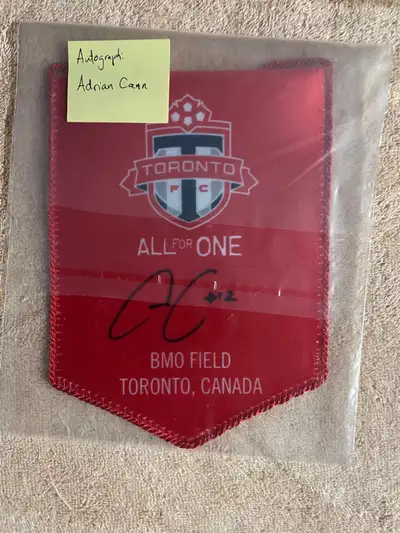 Autograph:
Adrian Cann
TORONTO
FC
ALL FOR ONE
#12
BMO FIELD
TORONTO, CANADA